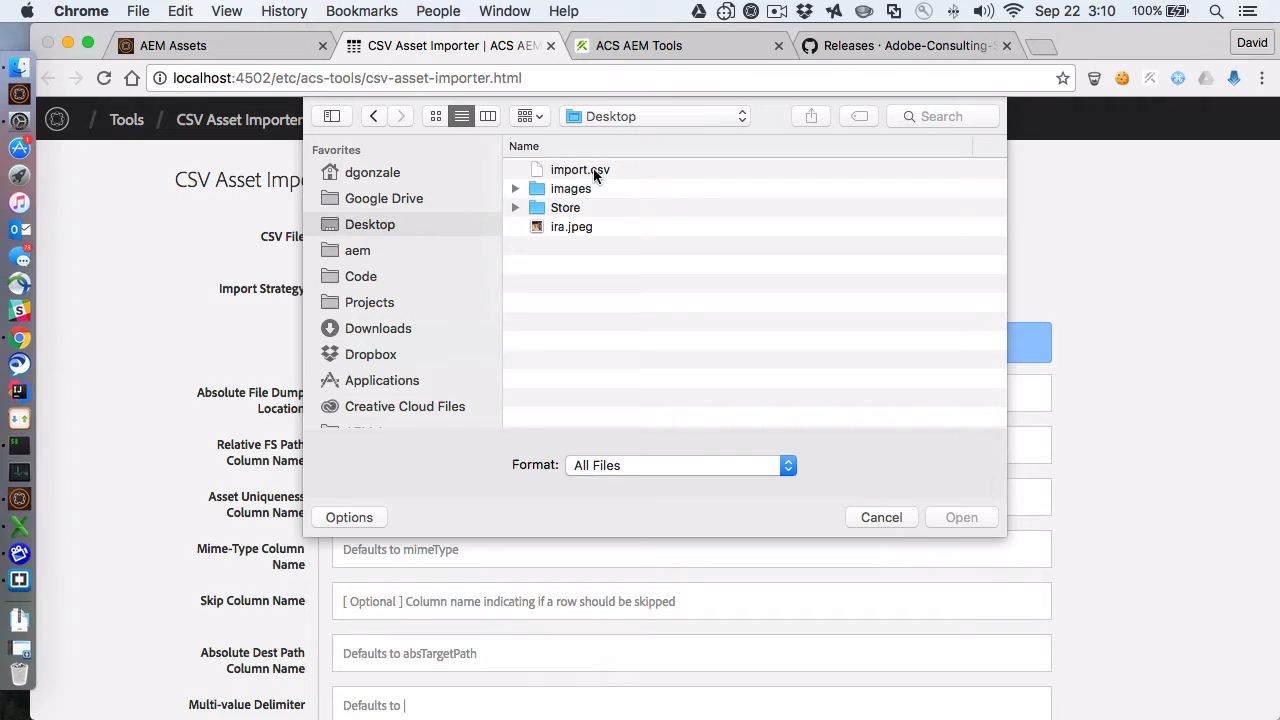 Chrome File Edit View History Bookmarks People Window Help Sep 22 3:10 100%
AEM Assets
CSV Asset Importer | ACS AEM
ACS AEM Tools
Releases · Adobe-Consulting-S
David
localhost:4502/etc/acs-tools/csv-asset-importer.html
/ Tools / CSV Asset Importer
Desktop
Search
Favorites
dgonzale
Google Drive
Desktop
aem
Code
Projects
Downloads
Dropbox
Applications
Creative Cloud Files
Name
import.csv
images
Store
ira.jpeg
Format: All Files
Options
Cancel
Open
CSV Asset Impo
CSV File
Import Strategy
Absolute File Dump
Location
Relative FS Path
Column Name
Asset Uniqueness
Column Name
Mime-Type Column
Name
Defaults to mimeType
Skip Column Name
[ Optional ] Column name indicating if a row should be skipped
Absolute Dest Path
Column Name
Defaults to absTargetPath
Multi-value Delimiter
Defaults to |